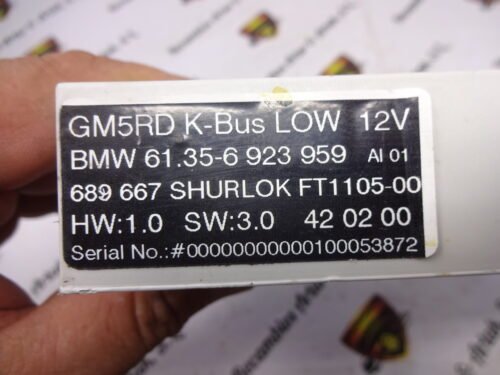 GM5RD K-Bus LOW 12V
BMW 61.35-6 923 959 AI 01
689 667 SHURLOK FT1105-00
HW:1.0 SW:3.0 42 02 00
Serial No.:#00000000000100053872